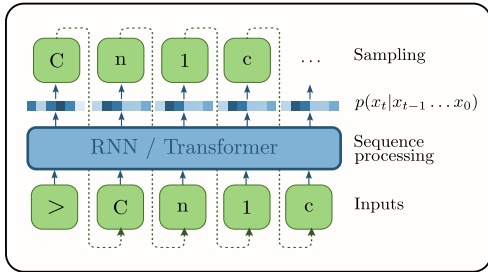 C n 1 c ... Sampling
p(x_t|x_{t-1} ... x_0)
RNN / Transformer
Sequence
processing
> C n 1 c Inputs